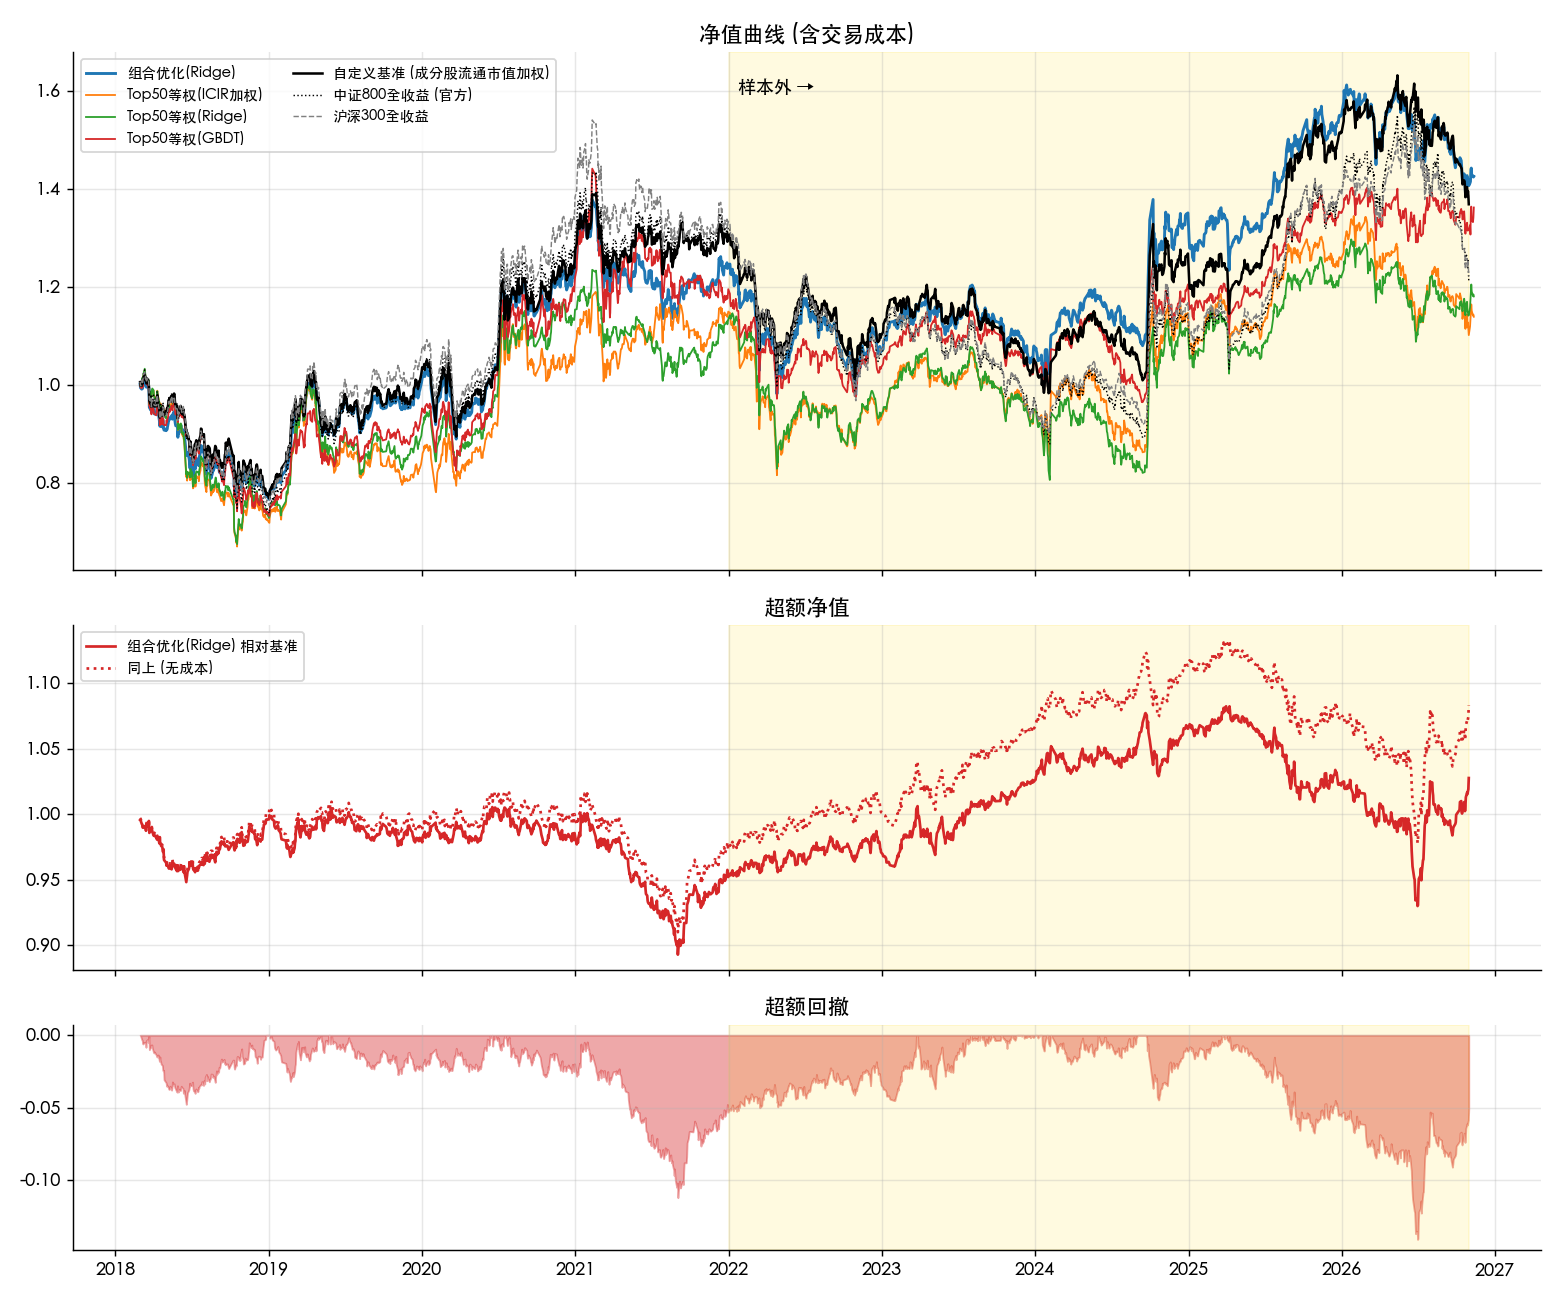 净值曲线 (含交易成本)
组合优化(Ridge)
Top50等权(ICIR加权)
Top50等权(Ridge)
Top50等权(GBDT)
自定义基准 (成分股流通市值加权)
中证800全收益 (官方)
沪深300全收益
样本外 →
1.6
1.4
1.2
1.0
0.8
超额净值
组合优化(Ridge) 相对基准
同上 (无成本)
1.10
1.05
1.00
0.95
0.90
超额回撤
0.00
-0.05
-0.10
2018 2019 2020 2021 2022 2023 2024 2025 2026 2027